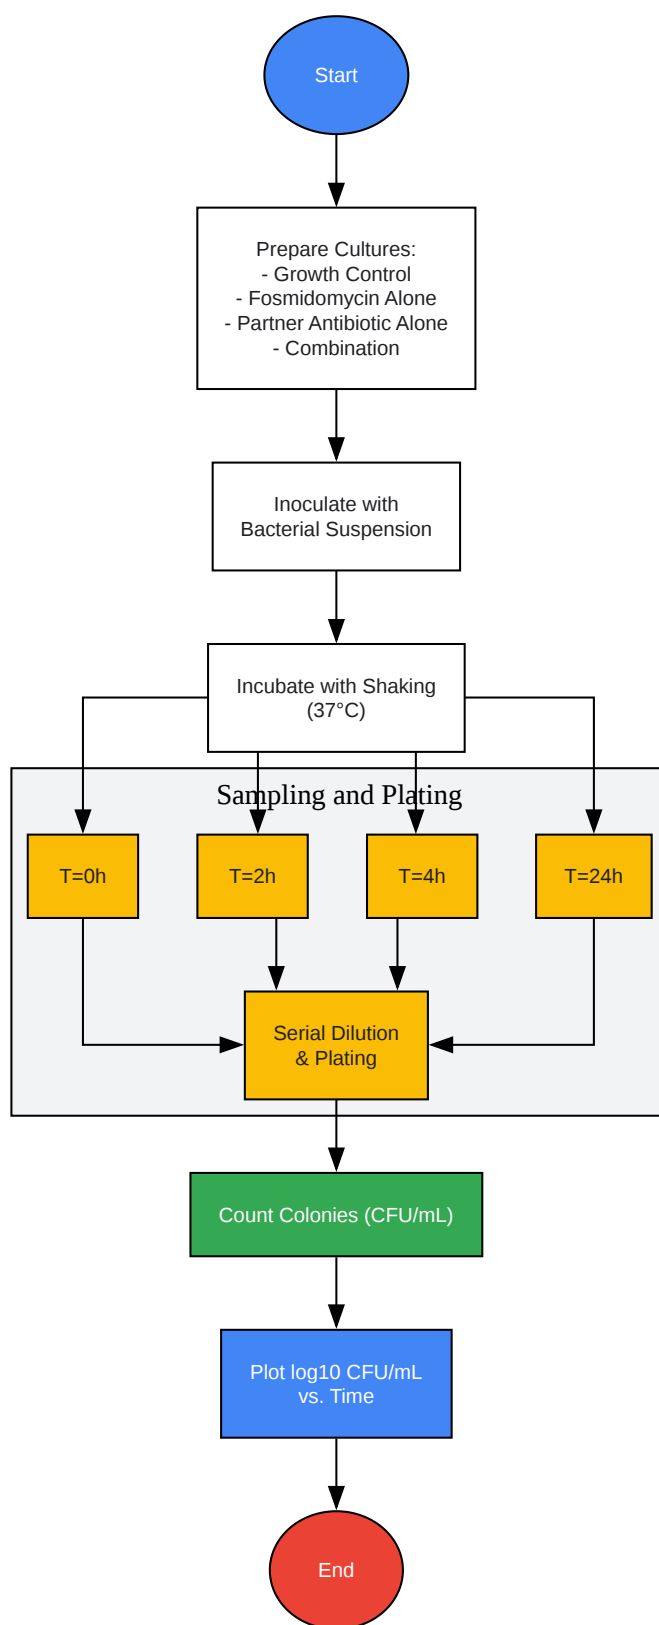 Start
Prepare Cultures:
- Growth Control
- Fosmidomycin Alone
- Partner Antibiotic Alone
- Combination
Inoculate with
Bacterial Suspension
Incubate with Shaking
(37°C)
Sampling and Plating
T=0h
T=2h
T=4h
T=24h
Serial Dilution
& Plating
Count Colonies (CFU/mL)
Plot log10 CFU/mL
vs. Time
End